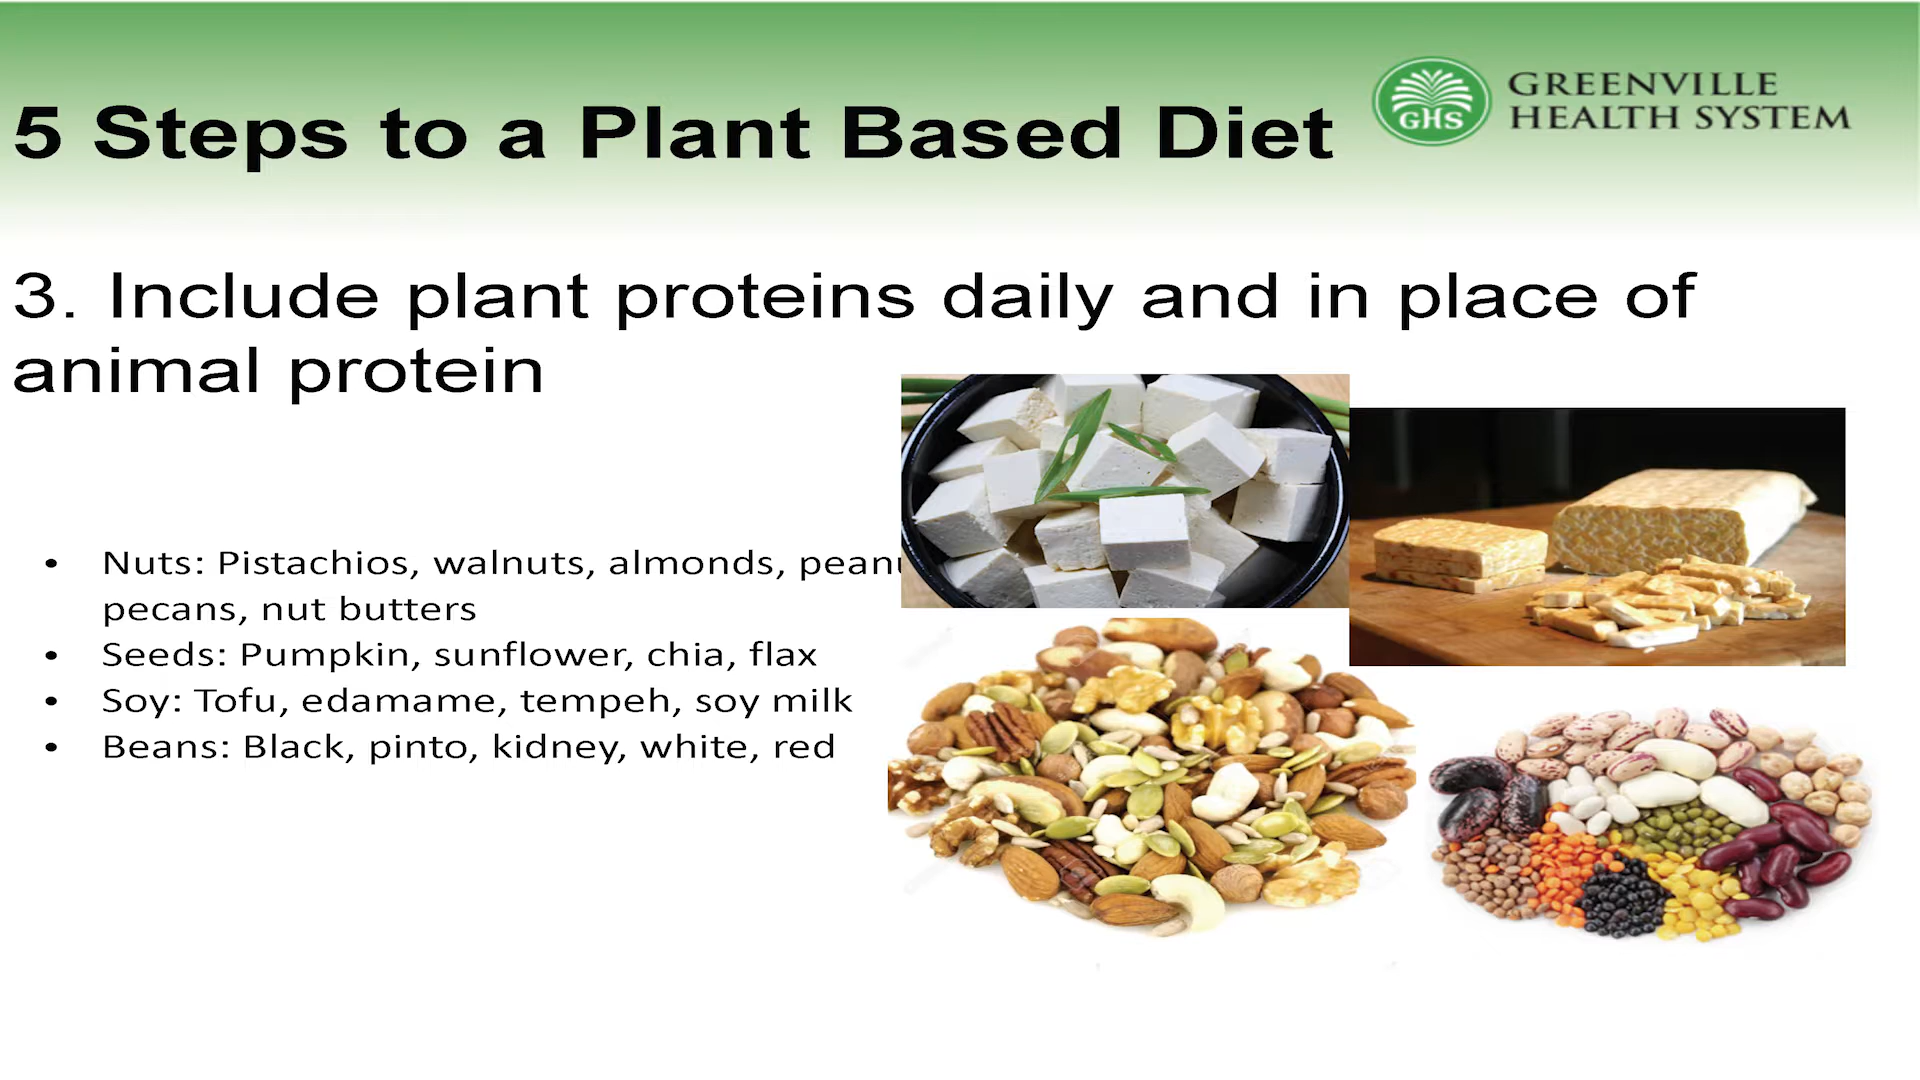 5 Steps to a Plant Based Diet
GHS
GREENVILLE
HEALTH SYSTEM
3. Include plant proteins daily and in place of
animal protein
• Nuts: Pistachios, walnuts, almonds,
pecans, nut butters
• Seeds: Pumpkin, sunflower, chia, flax
• Soy: Tofu, edamame, tempeh, soy milk
• Beans: Black, pinto, kidney, white, red